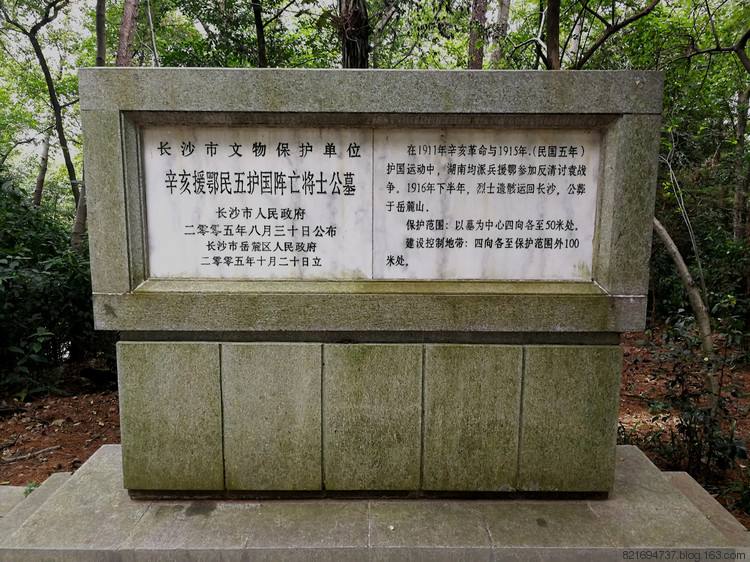 长沙市文物保护单位
辛亥援鄂民五护国阵亡将士公墓
长沙市人民政府
二零零五年八月三十日公布
长沙市岳麓区人民政府
二零零五年十月二十日立
在1911年辛亥革命与1915年.(民国五年)
护国运动中，湖南均派兵援鄂参加反清讨袁战
争。1916年下半年，烈士遗骸运回长沙，公葬
于岳麓山。
保护范围：以墓为中心四向各至50米处。
建设控制地带：四向各至保护范围外100
米处。
821694737.blog.163.com